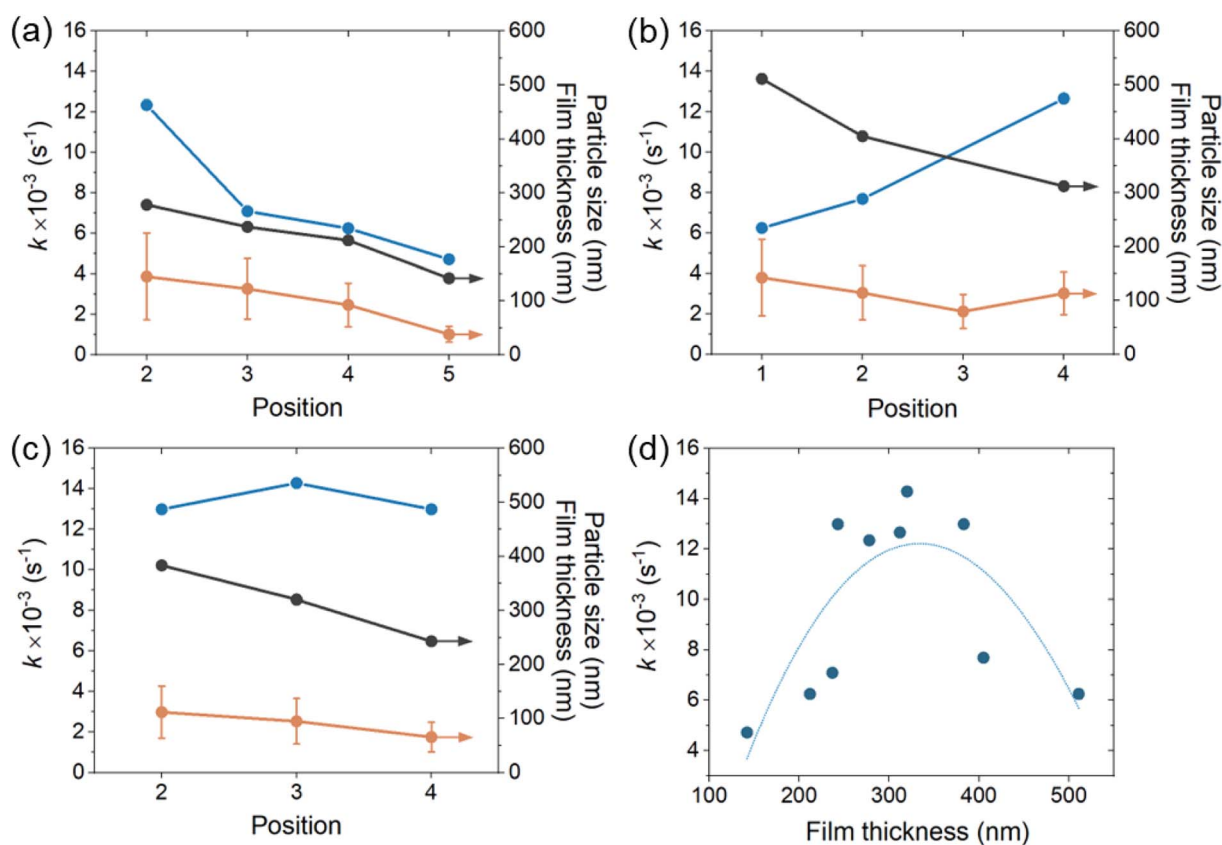 (a)
16
14
12
10
8
6
4
2
0
k ×10⁻³ (s⁻¹)
600
500
400
300
200
100
0
Particle size (nm)
Film thickness (nm)
2 3 4 5
Position
(b)
16
14
12
10
8
6
4
2
0
k ×10⁻³ (s⁻¹)
600
500
400
300
200
100
0
Particle size (nm)
Film thickness (nm)
1 2 3 4
Position
(c)
16
14
12
10
8
6
4
2
0
k ×10⁻³ (s⁻¹)
600
500
400
300
200
100
0
Particle size (nm)
Film thickness (nm)
2 3 4
Position
(d)
16
14
12
10
8
6
4
k ×10⁻³ (s⁻¹)
100 200 300 400 500
Film thickness (nm)